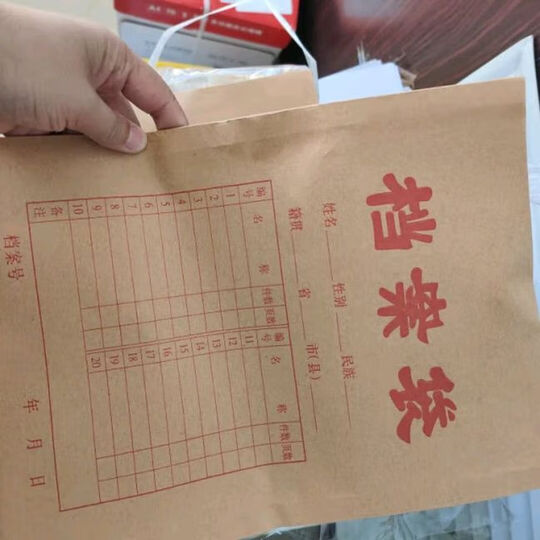 档案袋
姓名 性别 民族
籍贯 省 市(县)
编号 名 称 件数 页数 编号 名 称 件数 页数
1 11
2 12
3 13
4 14
5 15
6 16
7 17
8 18
9 19
10 20
备注
档案号 年 月 日